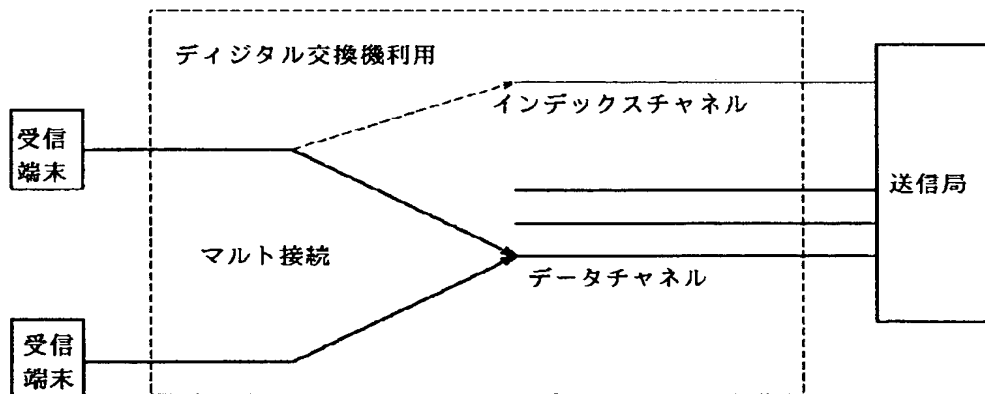 ディジタル交換機利用
インデックスチャネル
受信
端末
送信局
マルト接続
データチャネル
受信
端末